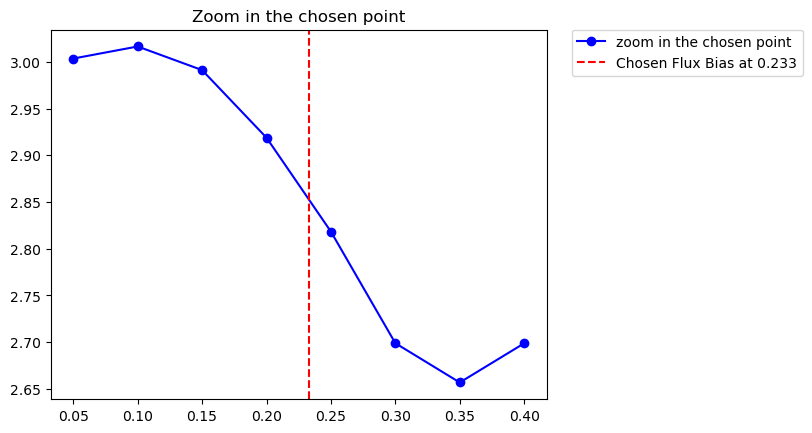 Zoom in the chosen point
zoom in the chosen point
Chosen Flux Bias at 0.233
3.00
2.95
2.90
2.85
2.80
2.75
2.70
2.65
0.05 0.10 0.15 0.20 0.25 0.30 0.35 0.40